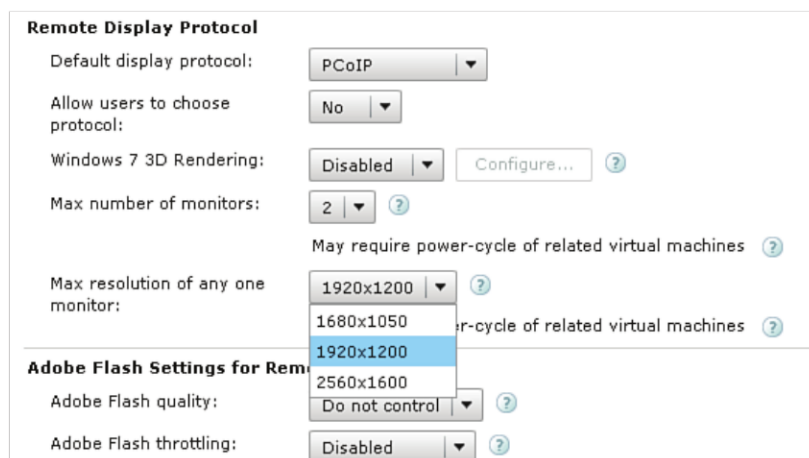 Remote Display Protocol
Default display protocol: PCoIP
Allow users to choose No
protocol:
Windows 7 3D Rendering: Disabled Configure... ?
Max number of monitors: 2 ?
May require power-cycle of related virtual machines ?
Max resolution of any one 1920x1200 ?
monitor:
1680x1050
r-cycle of related virtual machines ?
1920x1200
Adobe Flash Settings for Rem
2560x1600
Adobe Flash quality: Do not control ?
Adobe Flash throttling: Disabled ?